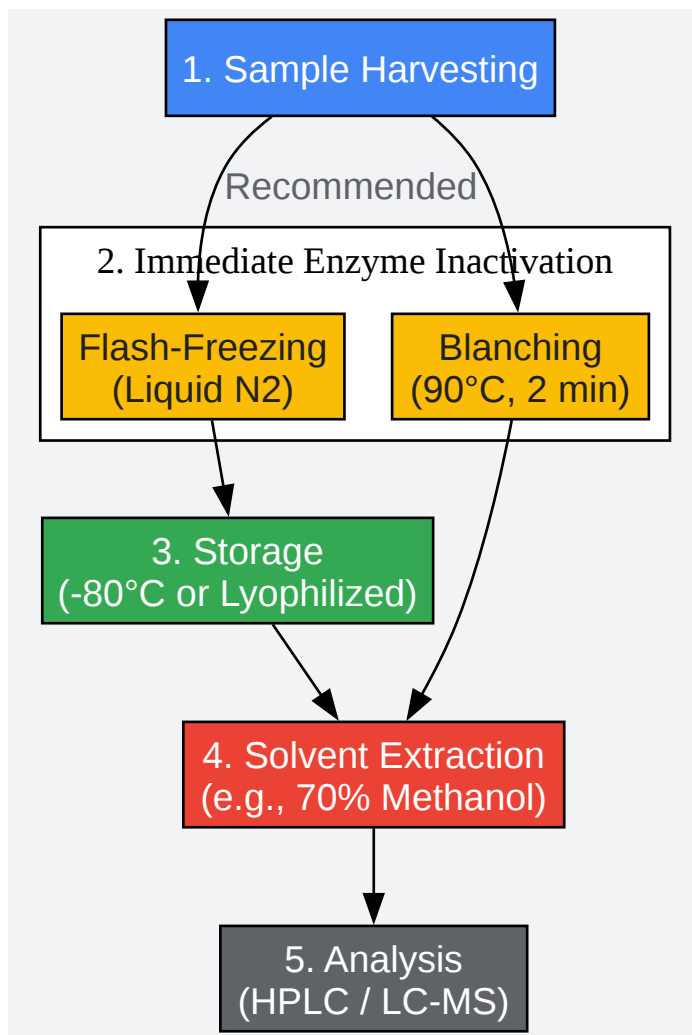 1. Sample Harvesting
Recommended
2. Immediate Enzyme Inactivation
Flash-Freezing
(Liquid N2)
Blanching
(90°C, 2 min)
3. Storage
(-80°C or Lyophilized)
4. Solvent Extraction
(e.g., 70% Methanol)
5. Analysis
(HPLC / LC-MS)